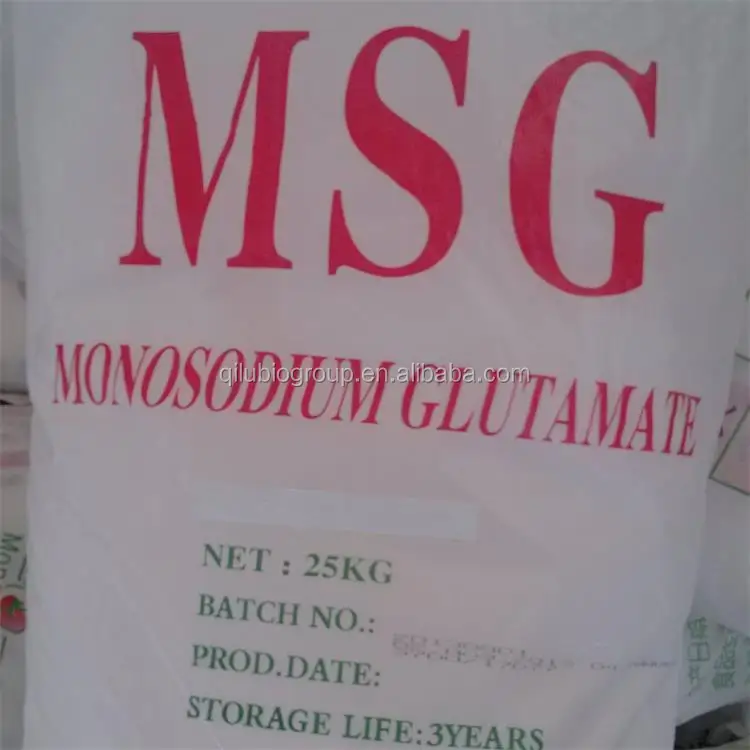 MSG
MONOSODIUM GLUTAMATE
qilubiogroup.en.alibaba.com
NET : 25KG
BATCH NO.:
PROD.DATE:
STORAGE LIFE:3YEARS